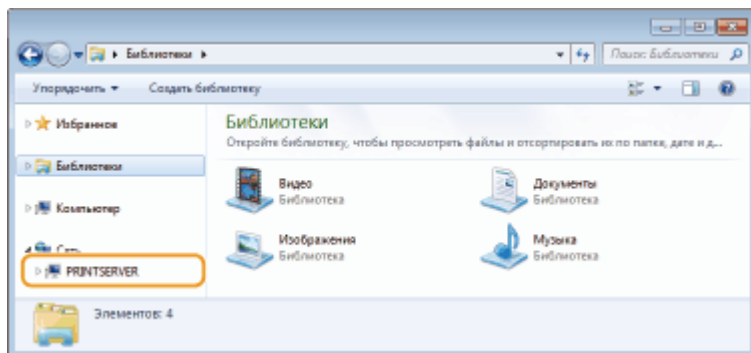 Библиотеки
Поиск: Библиотеки
Упорядочить
Создать библиотеку
Избранное
Библиотеки
Компьютер
Сеть
PRINTSERVER
Библиотеки
Откройте библиотеку, чтобы просмотреть файлы и отсортировать их по папке, дате и д...
Видео
Библиотека
Документы
Библиотека
Изображения
Библиотека
Музыка
Библиотека
Элементов: 4